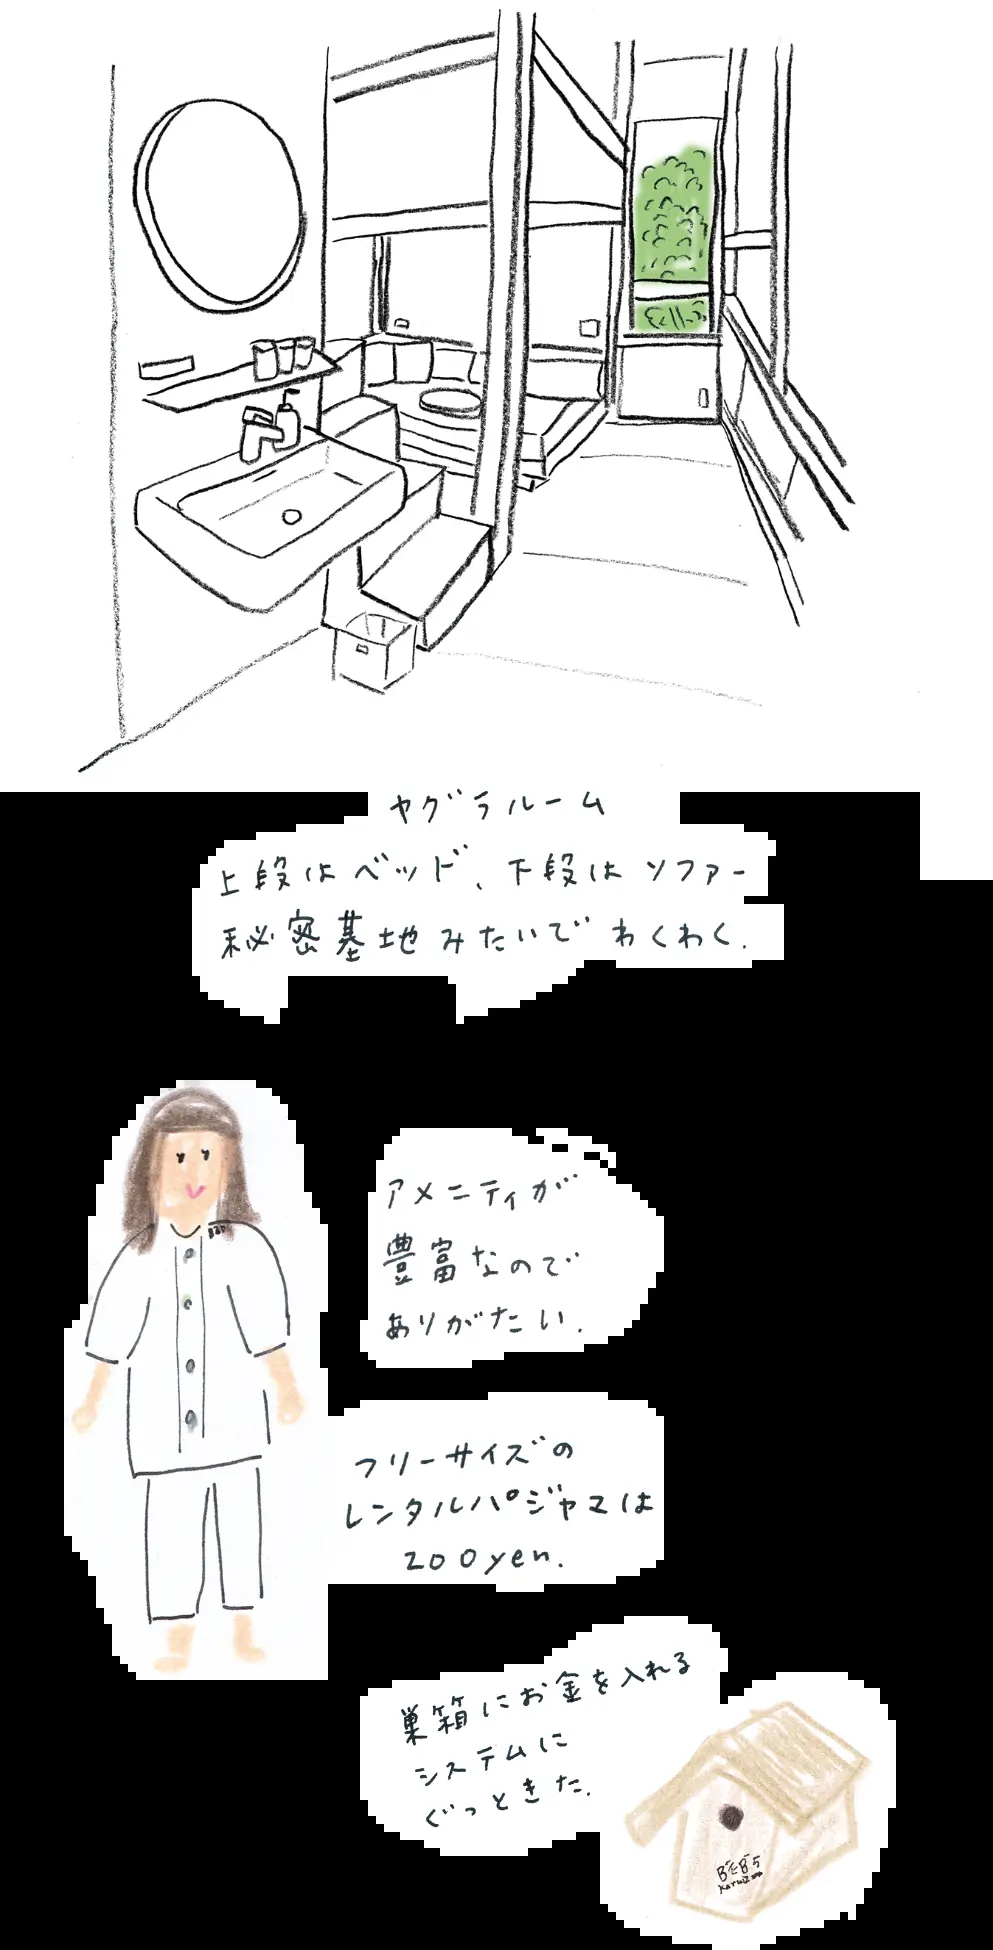 ヤグラルーム
上段はベッド、下段はソファー
秘密基地みたいでわくわく.
アメニティが
豊富なので
ありがたい.
フリーサイズの
レンタルパジャマは
200yen.
巣箱にお金を入れる
システムに
ぐっときた.
BEB5
Karuizawa